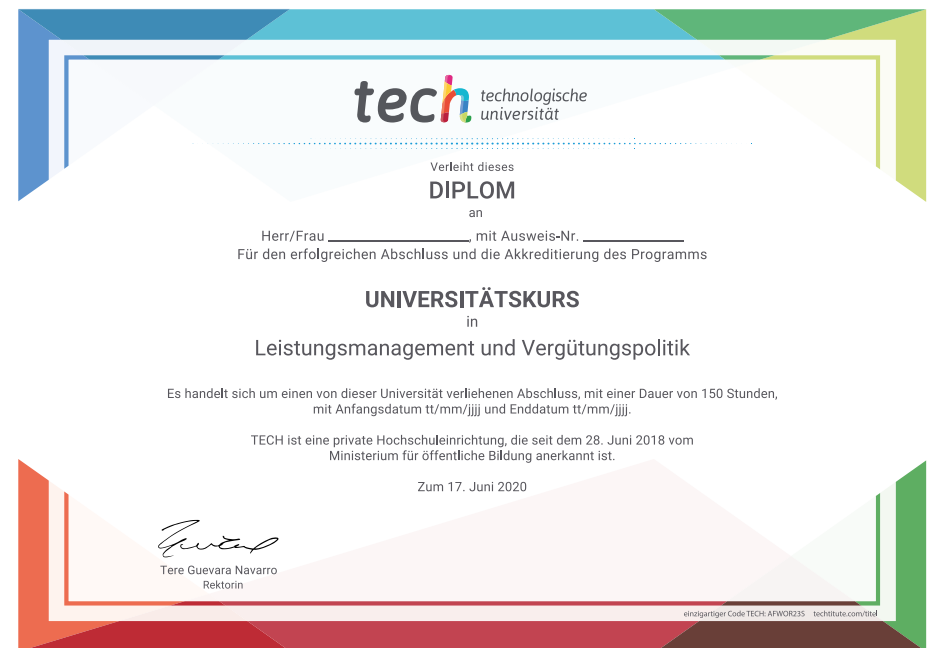 tech technologische
universität
Verleiht dieses
DIPLOM
an
Herr/Frau ____________________, mit Ausweis-Nr. ______________
Für den erfolgreichen Abschluss und die Akkreditierung des Programms
UNIVERSITÄTSKURS
in
Leistungsmanagement und Vergütungspolitik
Es handelt sich um einen von dieser Universität verliehenen Abschluss, mit einer Dauer von 150 Stunden,
mit Anfangsdatum tt/mm/jjjj und Enddatum tt/mm/jjjj.
TECH ist eine private Hochschuleinrichtung, die seit dem 28. Juni 2018 vom
Ministerium für öffentliche Bildung anerkannt ist.
Zum 17. Juni 2020
Tere Guevara Navarro
Rektorin
einzigartiger Code TECH: AFWOR23S techtitute.com/titel